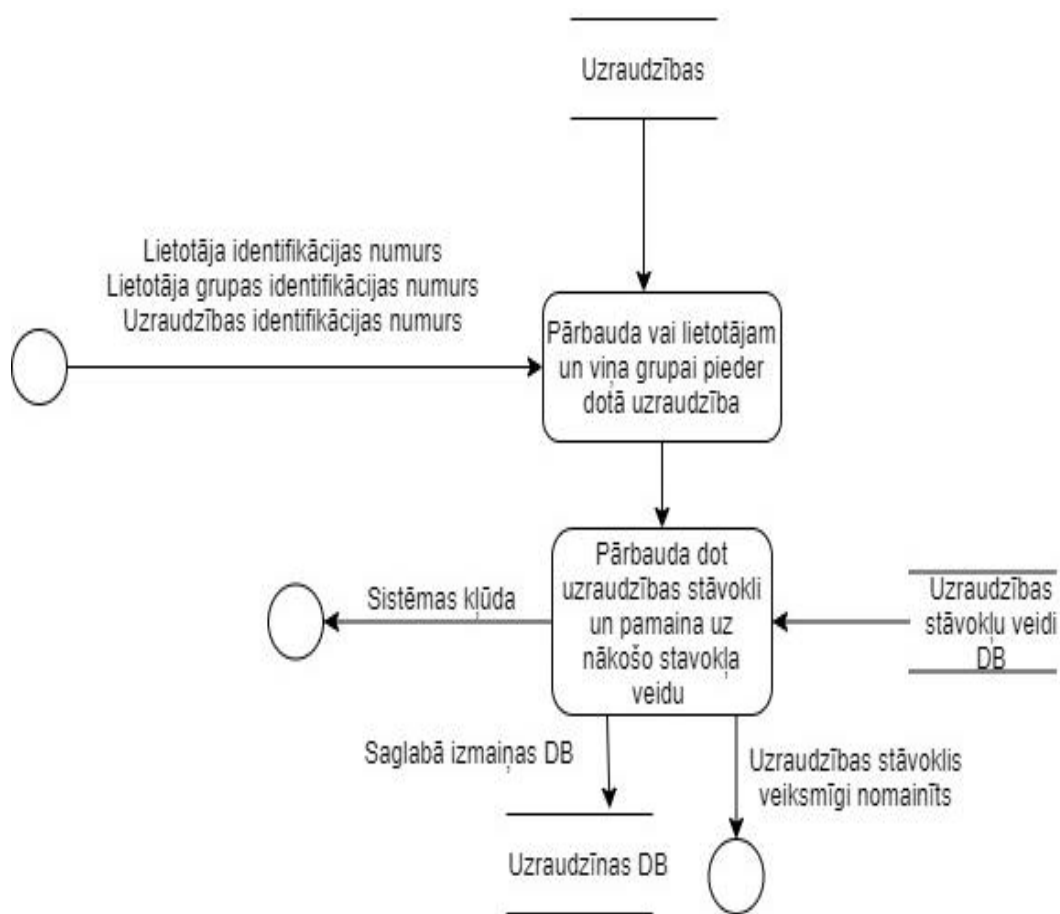 Uzraudzības
Lietotāja identifikācijas numurs
Lietotāja grupas identifikācijas numurs
Uzraudzības identifikācijas numurs
Pārbauda vai lietotājam
un viņa grupai pieder
dotā uzraudzība
Sistēmas kļūda
Pārbauda dot
uzraudzības stāvokli
un pamaina uz
nākošo stavokļa
veidu
Uzraudzības
stāvokļu veidi
DB
Saglabā izmaiņas DB
Uzraudzības stāvoklis
veiksmīgi nomainīts
Uzraudzīnas DB